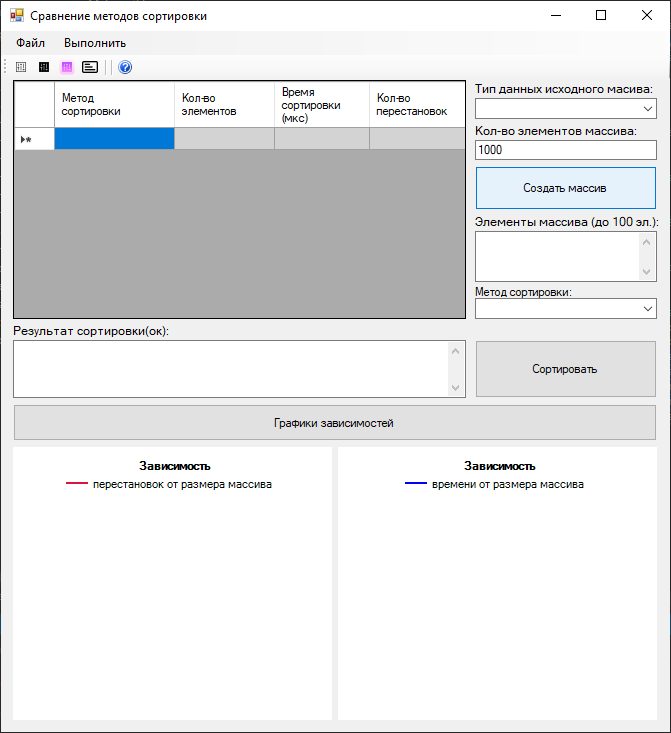 Сравнение методов сортировки
Файл Выполнить
Метод сортировки
Кол-во элементов
Время сортировки (мкс)
Кол-во перестановок
Тип данных исходного масива:
Кол-во элементов массива:
1000
Создать массив
Элементы массива (до 100 эл.):
Метод сортировки:
Результат сортировки(ок):
Сортировать
Графики зависимостей
Зависимость
перестановок от размера массива
Зависимость
времени от размера массива